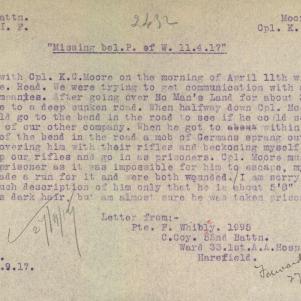 attn. 2432 Moor
I. F. Cpl. K.
"Missing bel.P. of W. 11.4.17"
with Cpl. K.C.Moore on the morning of April 11th w
e. Head. We were trying to get communication with
mpanies. After going over No Man's Land for about
e to a deep sunken road. When halfway down Cpl. Mo
uld go to the bend in the road to see if he could s
of our other company. When he got to about within
of the bend in the road a mob of Germans sprang ou
overing him with their rifles and beckoning myself
p our rifles and go in as prisoners. Cpl. Moore mu
prisoner as it was impossible for him to escape, my
ade a run for it and were both wounded./I am sorry
uch description of him only that he is about 5'8"
s dark hair, but am almost sure he was taken priso
Letter from:-
Pte. F. Whibly. 1995
C.Coy. 52nd Battn.
Ward 33.1st.A.A.Hosp
Harefield.
.9.17.